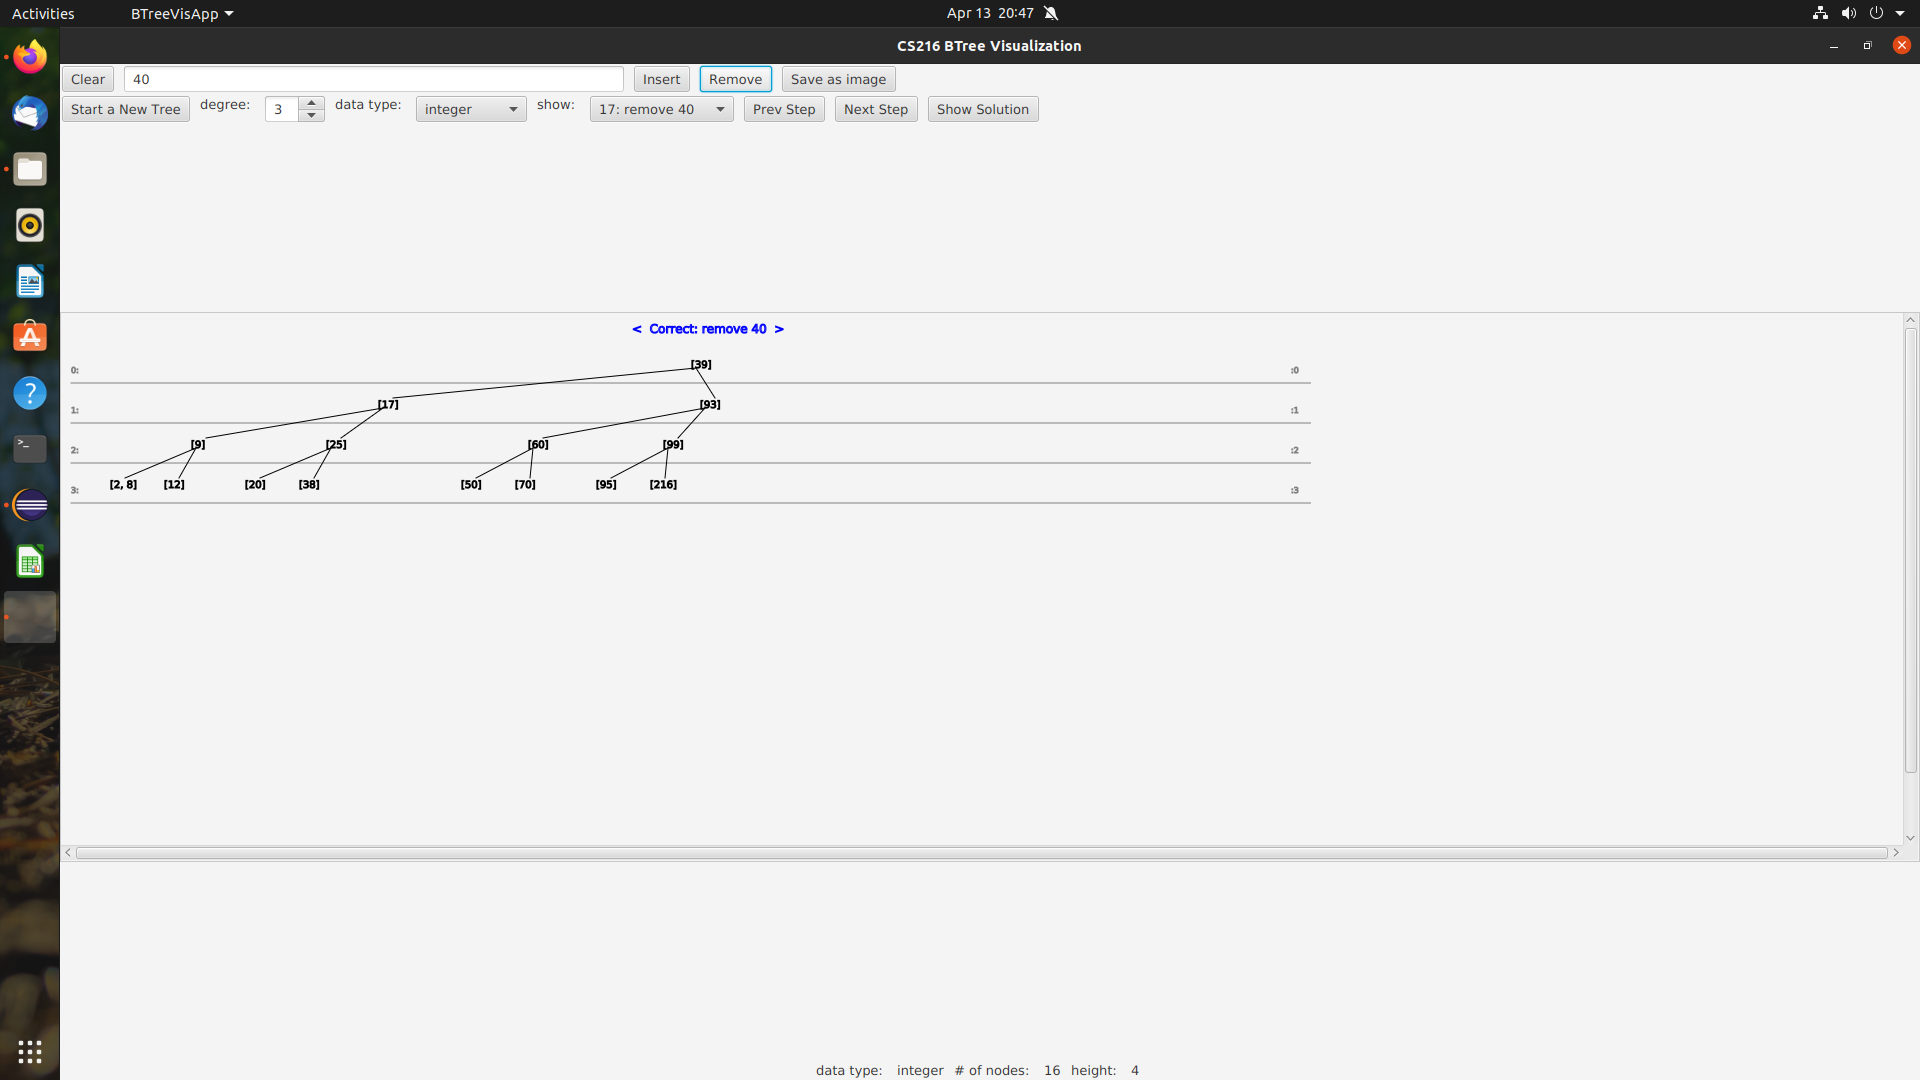 Activities BTreeVisApp Apr 13 20:47
CS216 BTree Visualization
Clear 40 Insert Remove Save as image
Start a New Tree degree: 3 data type: integer show: 17: remove 40 Prev Step Next Step Show Solution
< Correct: remove 40 >
0: [39] :0
1: [17] [93] :1
2: [9] [25] [60] [99] :2
3: [2, 8] [12] [20] [38] [50] [70] [95] [216] :3
data type: integer # of nodes: 16 height: 4